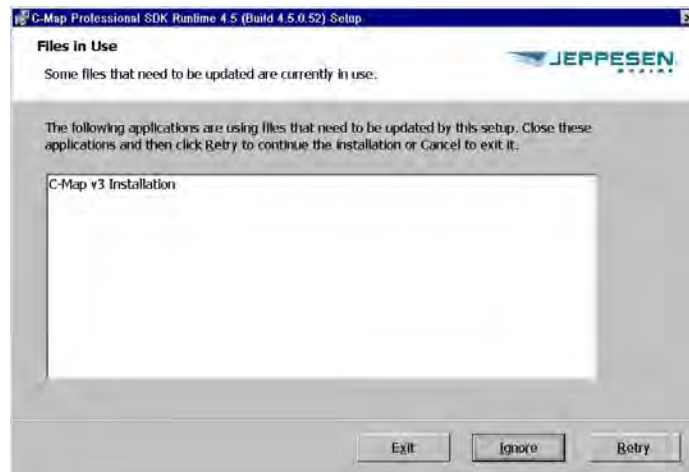 C-Map Professional SDK Runtime 4.5 (Build 4.5.0.52) Setup
Files in Use
Some files that need to be updated are currently in use.
JEPPESEN
The following applications are using files that need to be updated by this setup. Close these
applications and then click Retry to continue the installation or Cancel to exit it.
C-Map v3 Installation
Exit
Ignore
Retry